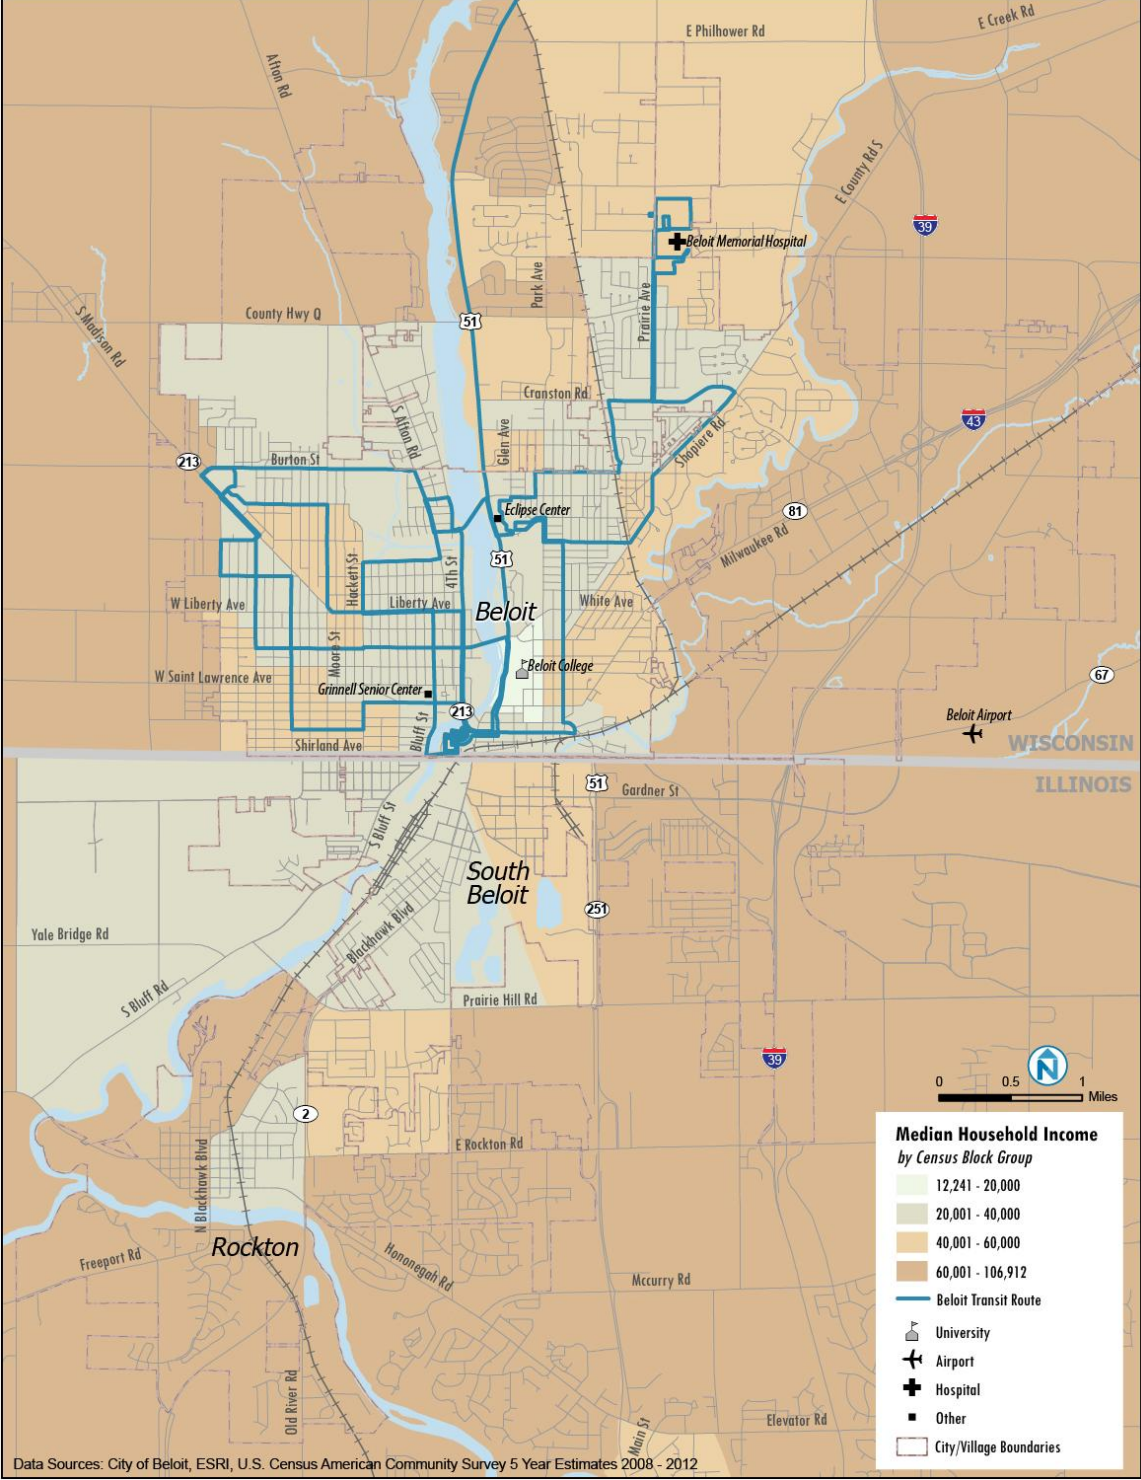 E Philhower Rd
E Creek Rd
Afton Rd
E County Rd S
39
Beloit Memorial Hospital
Park Ave
Prairie Ave
S Madison Rd
County Hwy Q
51
Cranston Rd
S Afton Rd
Glen Ave
43
Shopiere Rd
213
Burton St
Eclipse Center
81
Milwaukee Rd
51
Hackett St
4Th St
W Liberty Ave
Liberty Ave
Beloit
White Ave
Moore St
Beloit College
W Saint Lawrence Ave
67
Grinnell Senior Center
213
Bluff St
Beloit Airport
Shirland Ave
WISCONSIN
ILLINOIS
51
Gardner St
S Bluff St
South
Beloit
251
Blackhawk Blvd
Yale Bridge Rd
S Bluff Rd
Prairie Hill Rd
39
N
0 0.5 1
Miles
2
E Rockton Rd
N Blackhawk Blvd
Rockton
Freeport Rd
Hononegah Rd
Mccurry Rd
Old River Rd
Main St
Elevator Rd
Median Household Income
by Census Block Group
12,241 - 20,000
20,001 - 40,000
40,001 - 60,000
60,001 - 106,912
Beloit Transit Route
University
Airport
Hospital
Other
City/Village Boundaries
Data Sources: City of Beloit, ESRI, U.S. Census American Community Survey 5 Year Estimates 2008 - 2012